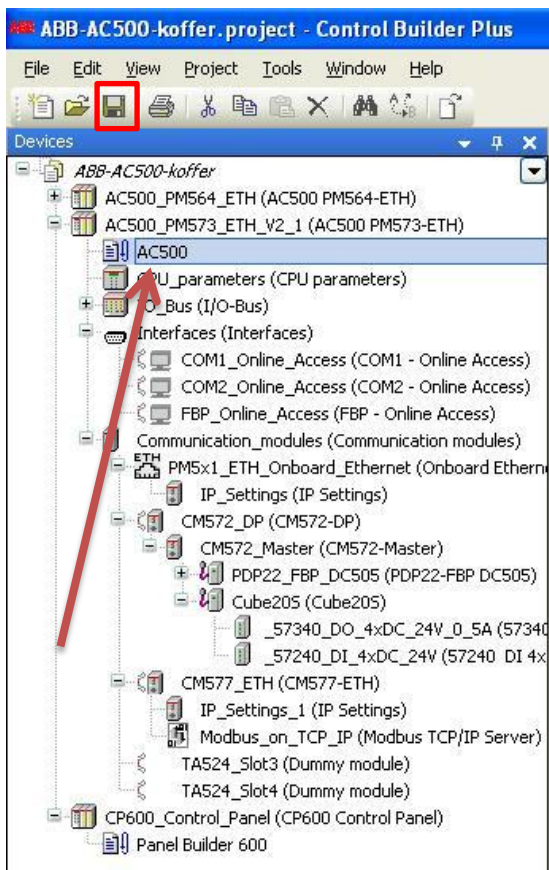 ABB ABB-AC500-koffer.project - Control Builder Plus
File Edit View Project Tools Window Help
Devices
ABB-AC500-koffer
AC500_PM564_ETH (AC500 PM564-ETH)
AC500_PM573_ETH_V2_1 (AC500 PM573-ETH)
AC500
CPU_parameters (CPU parameters)
IO_Bus (I/O-Bus)
Interfaces (Interfaces)
COM1_Online_Access (COM1 - Online Access)
COM2_Online_Access (COM2 - Online Access)
FBP_Online_Access (FBP - Online Access)
Communication_modules (Communication modules)
ETH
PM5x1_ETH_Onboard_Ethernet (Onboard Ethern
IP_Settings (IP Settings)
CM572_DP (CM572-DP)
CM572_Master (CM572-Master)
PDP22_FBP_DC505 (PDP22-FBP DC505)
Cube20S (Cube20S)
_57340_DO_4xDC_24V_0_5A (57340
_57240_DI_4xDC_24V (57240 DI 4x
CM577_ETH (CM577-ETH)
IP_Settings_1 (IP Settings)
Modbus_on_TCP_IP (Modbus TCP/IP Server)
TA524_Slot3 (Dummy module)
TA524_Slot4 (Dummy module)
CP600_Control_Panel (CP600 Control Panel)
Panel Builder 600